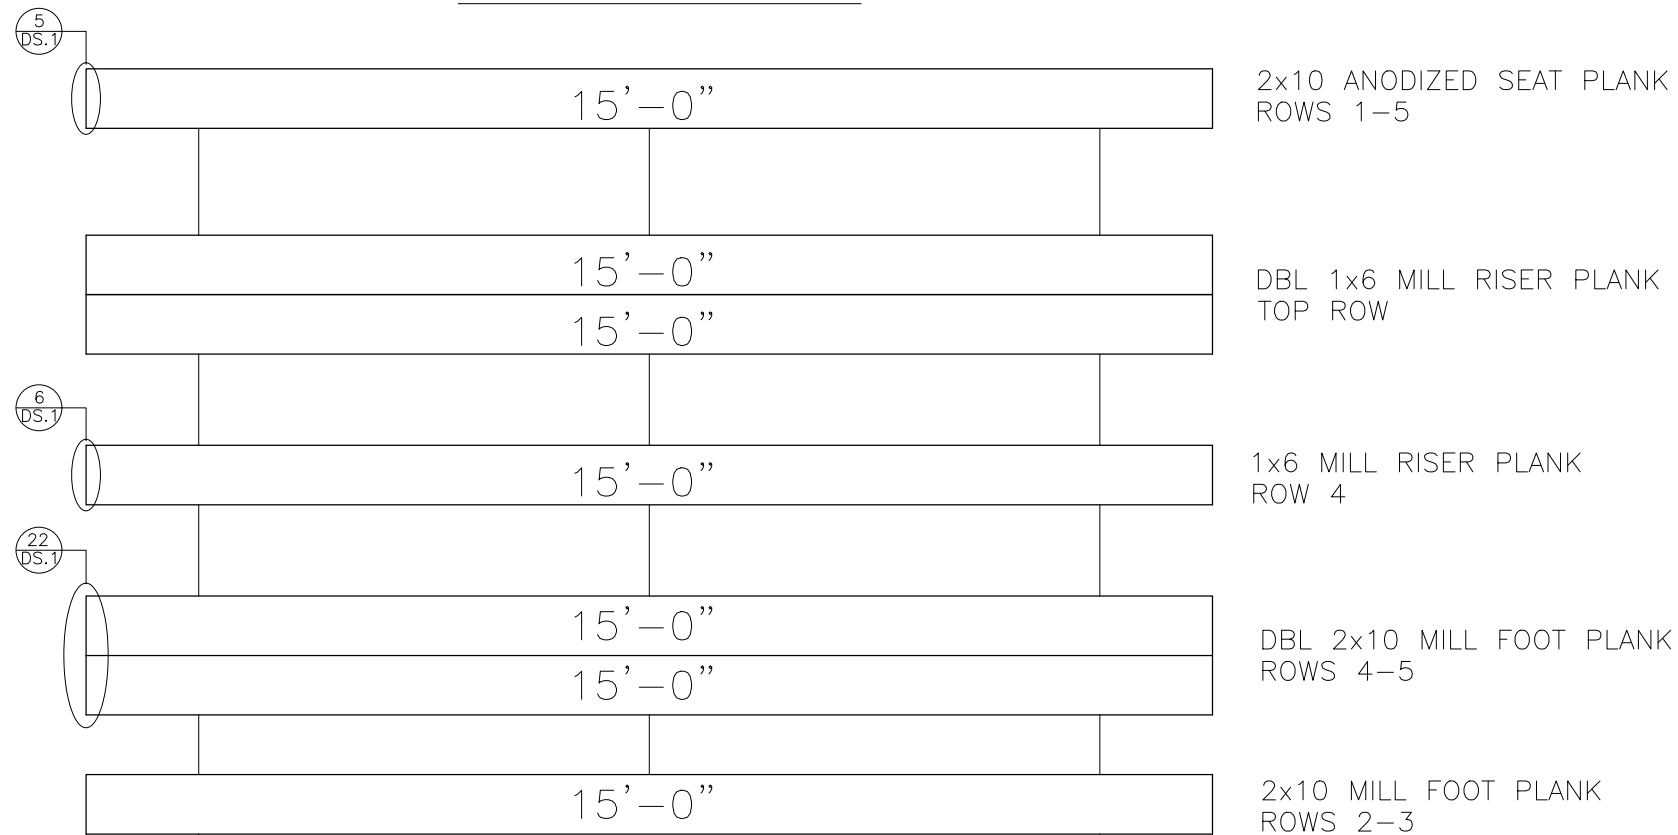 5
DS.1
15'-0"
2x10 ANODIZED SEAT PLANK
ROWS 1-5
15'-0"
15'-0"
DBL 1x6 MILL RISER PLANK
TOP ROW
6
DS.1
15'-0"
1x6 MILL RISER PLANK
ROW 4
22
DS.1
15'-0"
15'-0"
DBL 2x10 MILL FOOT PLANK
ROWS 4-5
15'-0"
2x10 MILL FOOT PLANK
ROWS 2-3